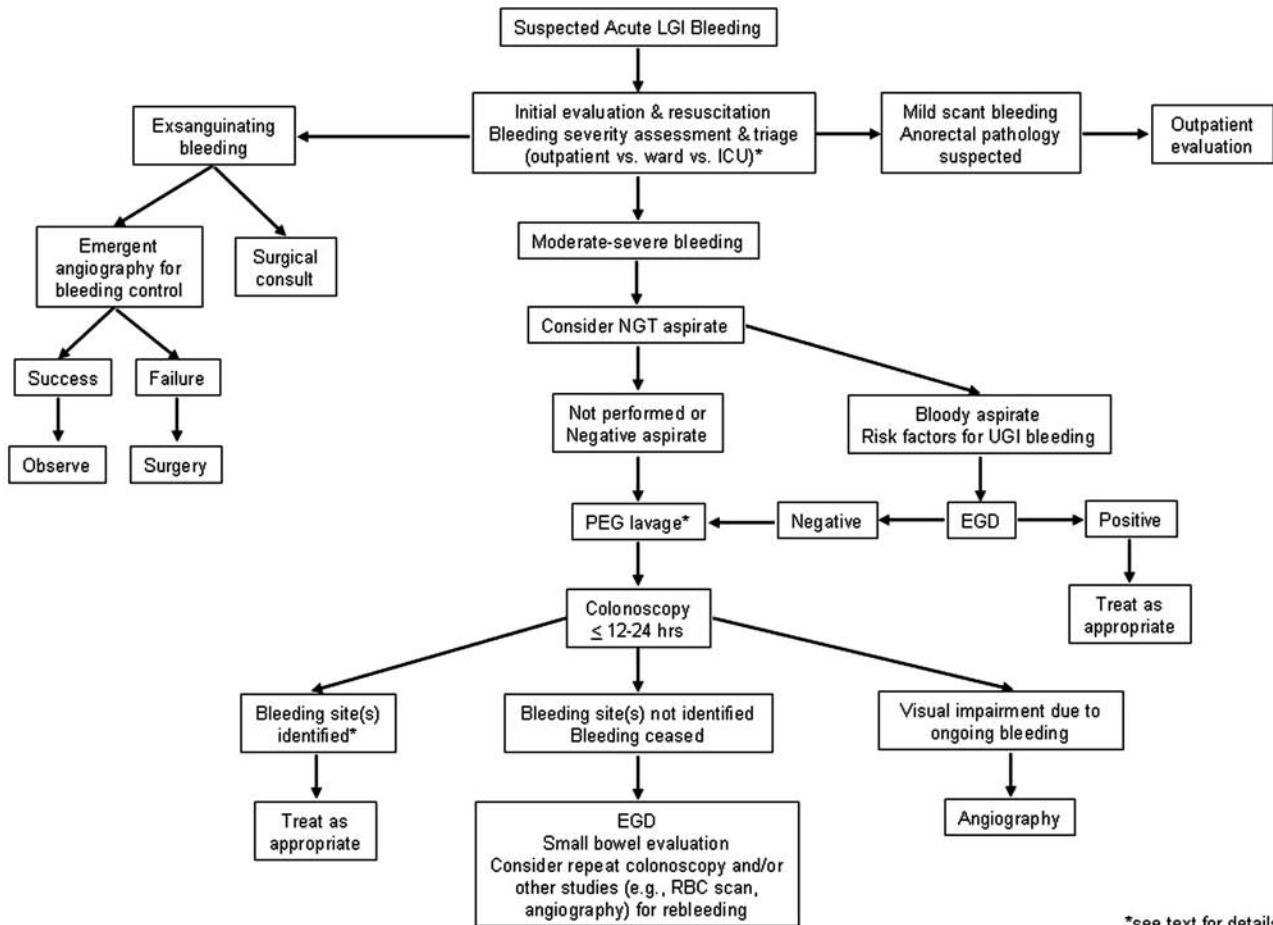 Suspected Acute LGI Bleeding
Exsanguinating
bleeding
Initial evaluation & resuscitation
Bleeding severity assessment & triage
(outpatient vs. ward vs. ICU)*
Mild scant bleeding
Anorectal pathology
suspected
Outpatient
evaluation
Emergent
angiography for
bleeding control
Surgical
consult
Moderate-severe bleeding
Consider NGT aspirate
Success
Failure
Not performed or
Negative aspirate
Bloody aspirate
Risk factors for UGI bleeding
Observe
Surgery
PEG lavage*
Negative
EGD
Positive
Colonoscopy
≤ 12-24 hrs
Treat as
appropriate
Bleeding site(s)
identified*
Bleeding site(s) not identified
Bleeding ceased
Visual impairment due to
ongoing bleeding
Treat as
appropriate
EGD
Small bowel evaluation
Consider repeat colonoscopy and/or
other studies (e.g., RBC scan,
angiography) for rebleeding
Angiography
*see text for details